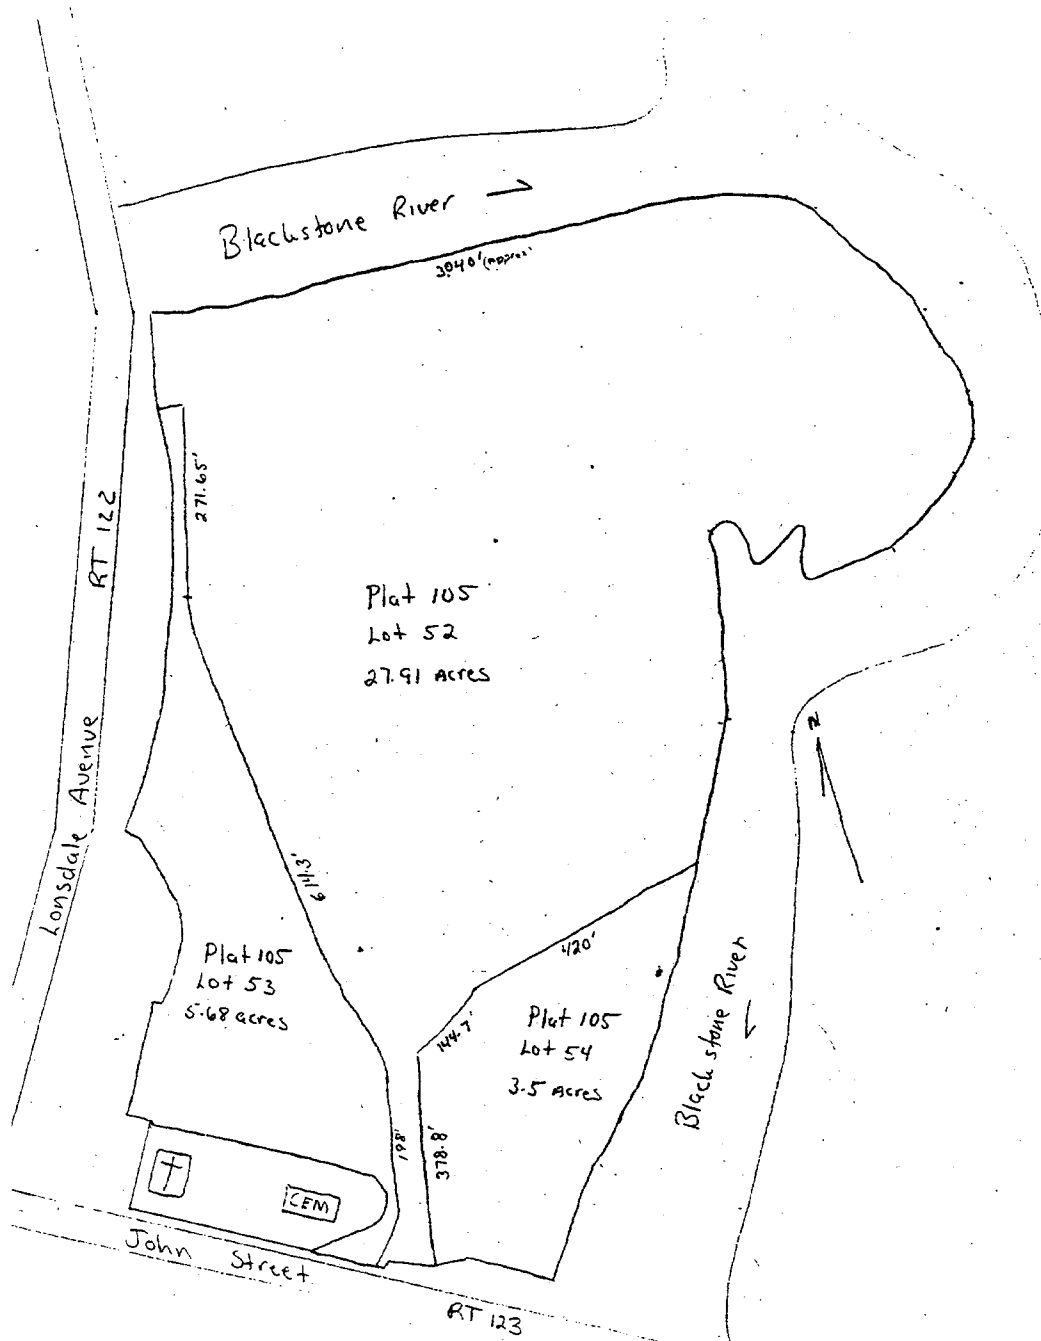 Blackstone River
3040' (approx.
271.65'
RT 122
Lonsdale Avenue
Plat 105
Lot 52
27.91 Acres
N
614.3'
420'
144.7'
Plat 105
Lot 53
5.68 acres
Plat 105
Lot 54
3.5 Acres
Blackstone River
198'
378.8'
CEM
John Street
RT 123